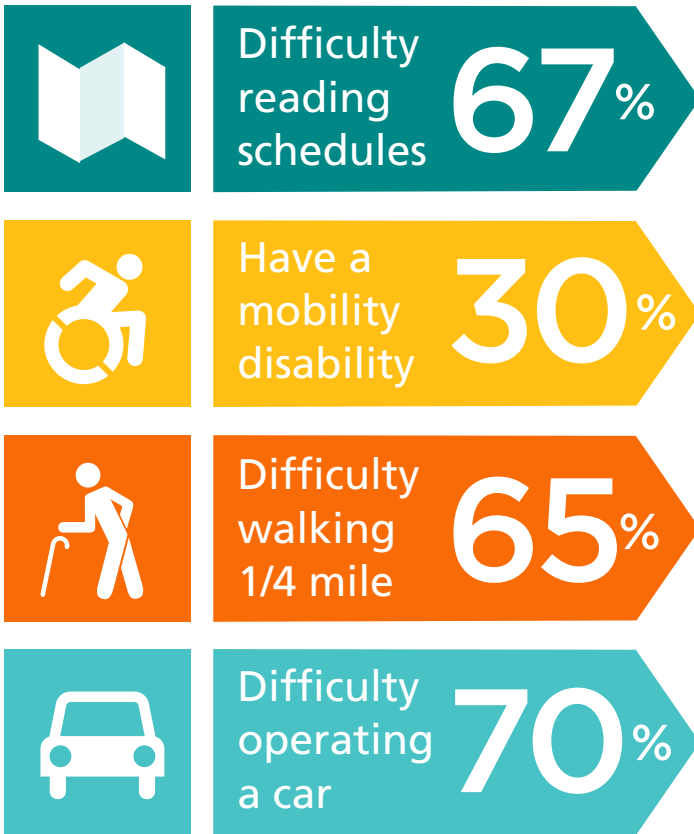 Difficulty
reading
schedules
67%
Have a
mobility
disability
30%
Difficulty
walking
1/4 mile
65%
Difficulty
operating
a car
70%